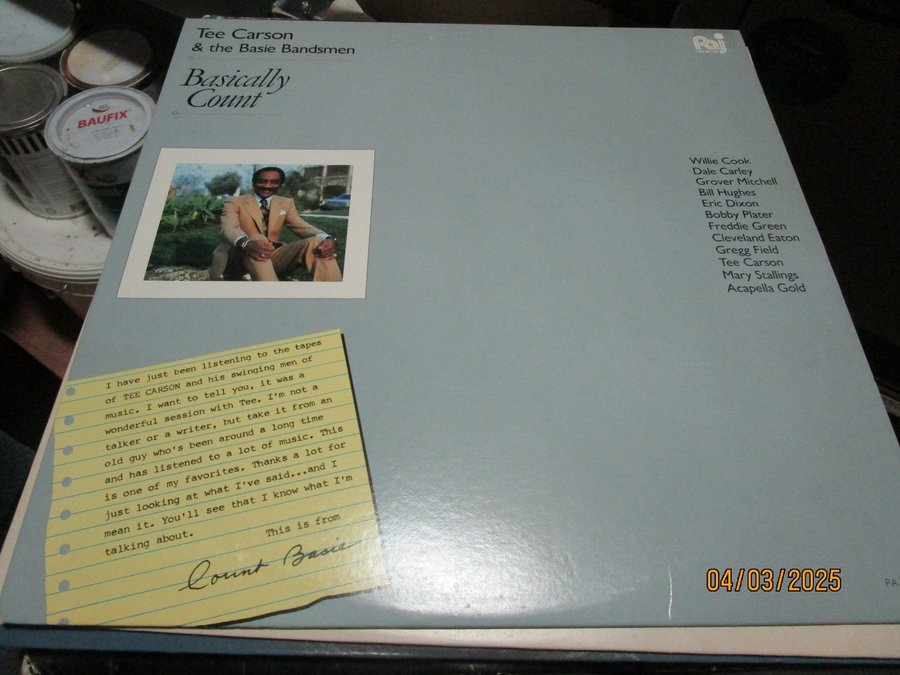 Tee Carson
& the Basie Bandsmen
Basically
Count
Paj
BAUFIX
Willie Cook
Dale Carley
Grover Mitchell
Bill Hughes
Eric Dixon
Bobby Plater
Freddie Green
Cleveland Eaton
Gregg Field
Tee Carson
Mary Stallings
Acapella Gold
I have just been listening to the tapes
of TEE CARSON and his swinging men of
music. I want to tell you, it was a
wonderful session with Tee. I'm not a
talker or a writer, but take it from an
old guy who's been around a long time
and has listened to a lot of music. This
is one of my favorites. Thanks a lot for
just looking at what I've said...and I
mean it. You'll see that I know what I'm
talking about.
This is from
Count Basie
04/03/2025
PA